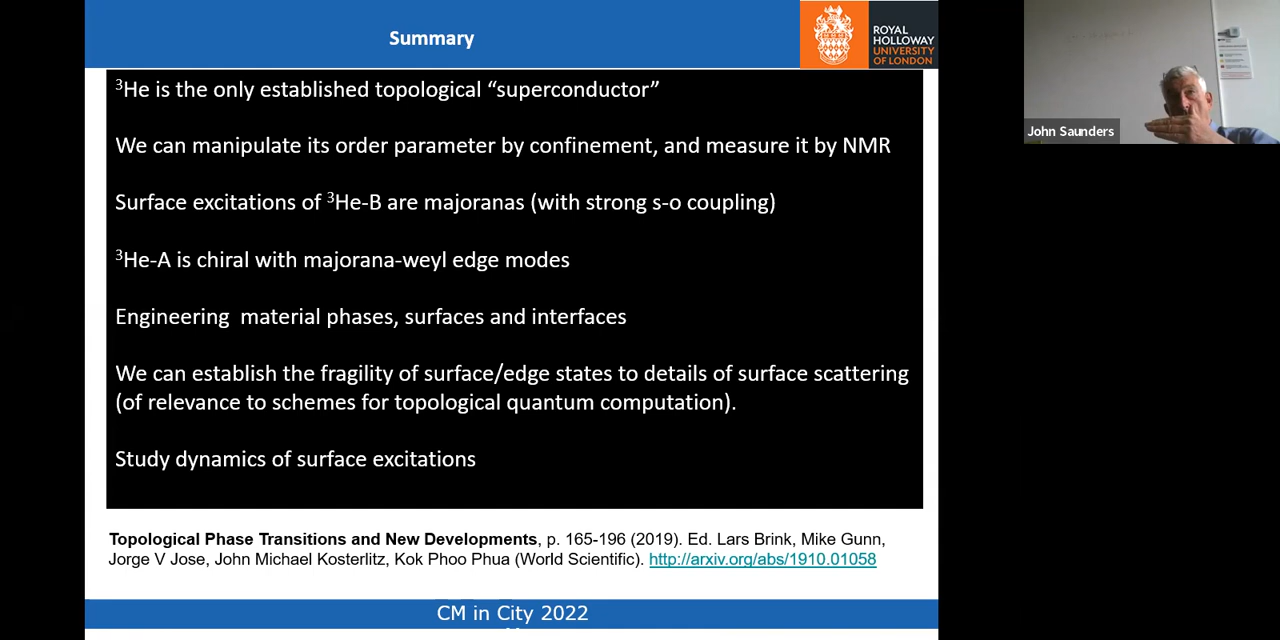 Summary
ROYAL
HOLLOWAY
UNIVERSITY
OF LONDON
³He is the only established topological “superconductor”
We can manipulate its order parameter by confinement, and measure it by NMR
Surface excitations of ³He-B are majoranas (with strong s-o coupling)
³He-A is chiral with majorana-weyl edge modes
Engineering  material phases, surfaces and interfaces
We can establish the fragility of surface/edge states to details of surface scattering
(of relevance to schemes for topological quantum computation).
Study dynamics of surface excitations
Topological Phase Transitions and New Developments, p. 165-196 (2019). Ed. Lars Brink, Mike Gunn,
Jorge V Jose, John Michael Kosterlitz, Kok Phoo Phua (World Scientific). http://arxiv.org/abs/1910.01058
CM in City 2022
John Saunders